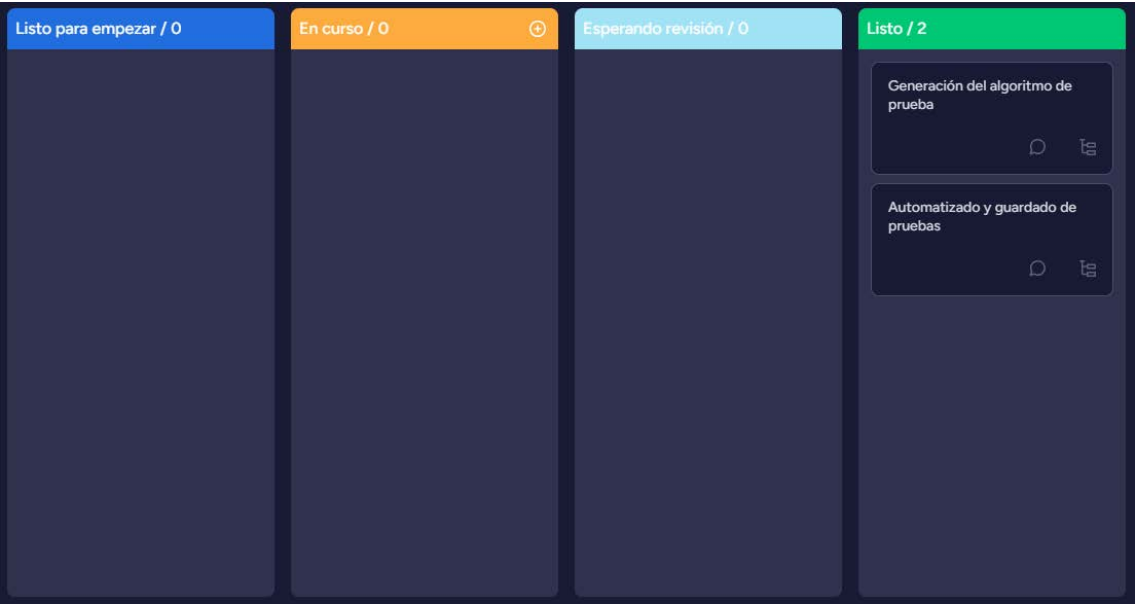 Listo para empezar / 0
En curso / 0
Esperando revisión / 0
Listo / 2
Generación del algoritmo de
prueba
Automatizado y guardado de
pruebas